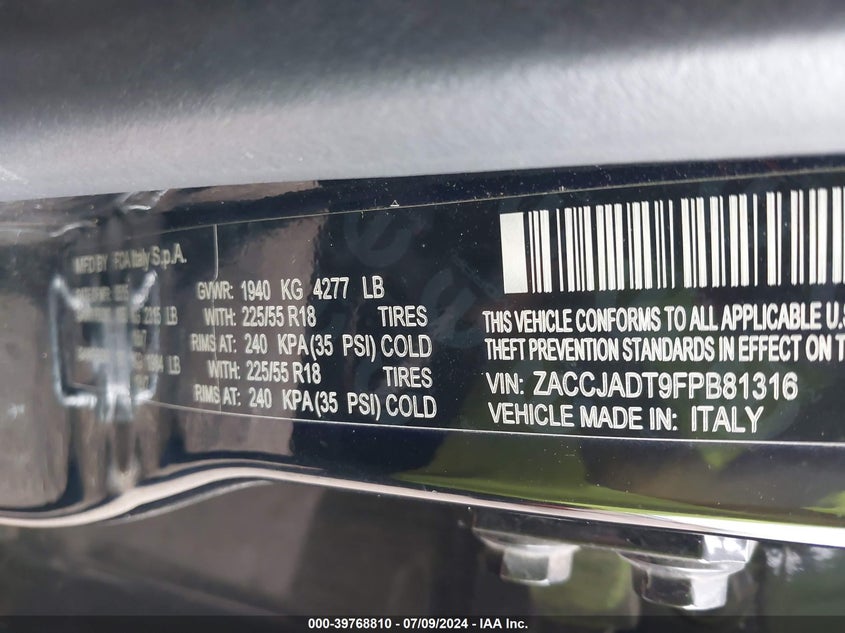 MFD BY FCA Italy S.p.A.
GVWR: 1940 KG 4277 LB
WITH: 225/55 R18 TIRES
RIMS AT: 240 KPA(35 PSI) COLD
WITH: 225/55 R18 TIRES
RIMS AT: 240 KPA(35 PSI) COLD
LB
LB
THIS VEHICLE CONFORMS TO ALL APPLICABLE U.S
THEFT PREVENTION STANDARDS IN EFFECT ON T
VIN: ZACCJADT9FPB81316
VEHICLE MADE IN: ITALY
000-39768810 / 07/09/2024 - IAA Inc.